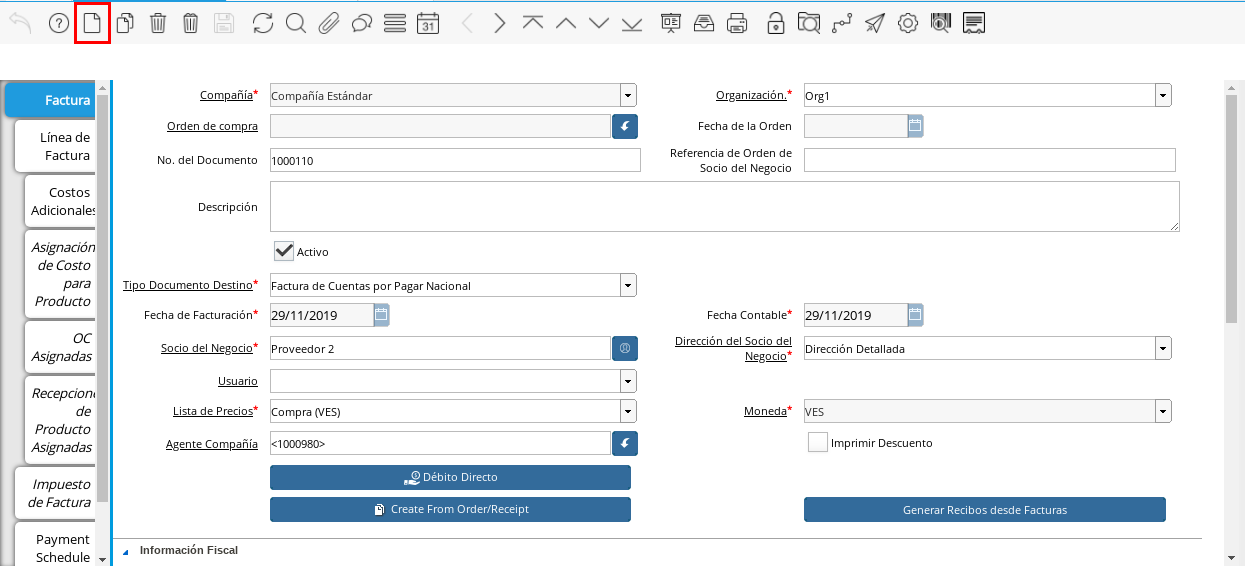 31
Factura
Línea de
Factura
Costos
Adicionales
Asignación
de Costo
para
Producto
OC
Asignadas
Recepcion
de
Producto
Asignadas
Impuesto
de Factura
Payment
Schedule
Compañía* Compañía Estándar Organización.* Org1
Orden de compra Fecha de la Orden
No. del Documento 1000110 Referencia de Orden de
Socio del Negocio
Descripción
Activo
Tipo Documento Destino* Factura de Cuentas por Pagar Nacional
Fecha de Facturación* 29/11/2019 Fecha Contable* 29/11/2019
Socio del Negocio* Proveedor 2 Dirección del Socio del
Negocio* Dirección Detallada
Usuario
Lista de Precios* Compra (VES) Moneda* VES
Agente Compañía <1000980> Imprimir Descuento
Débito Directo
Create From Order/Receipt Generar Recibos desde Facturas
Información Fiscal